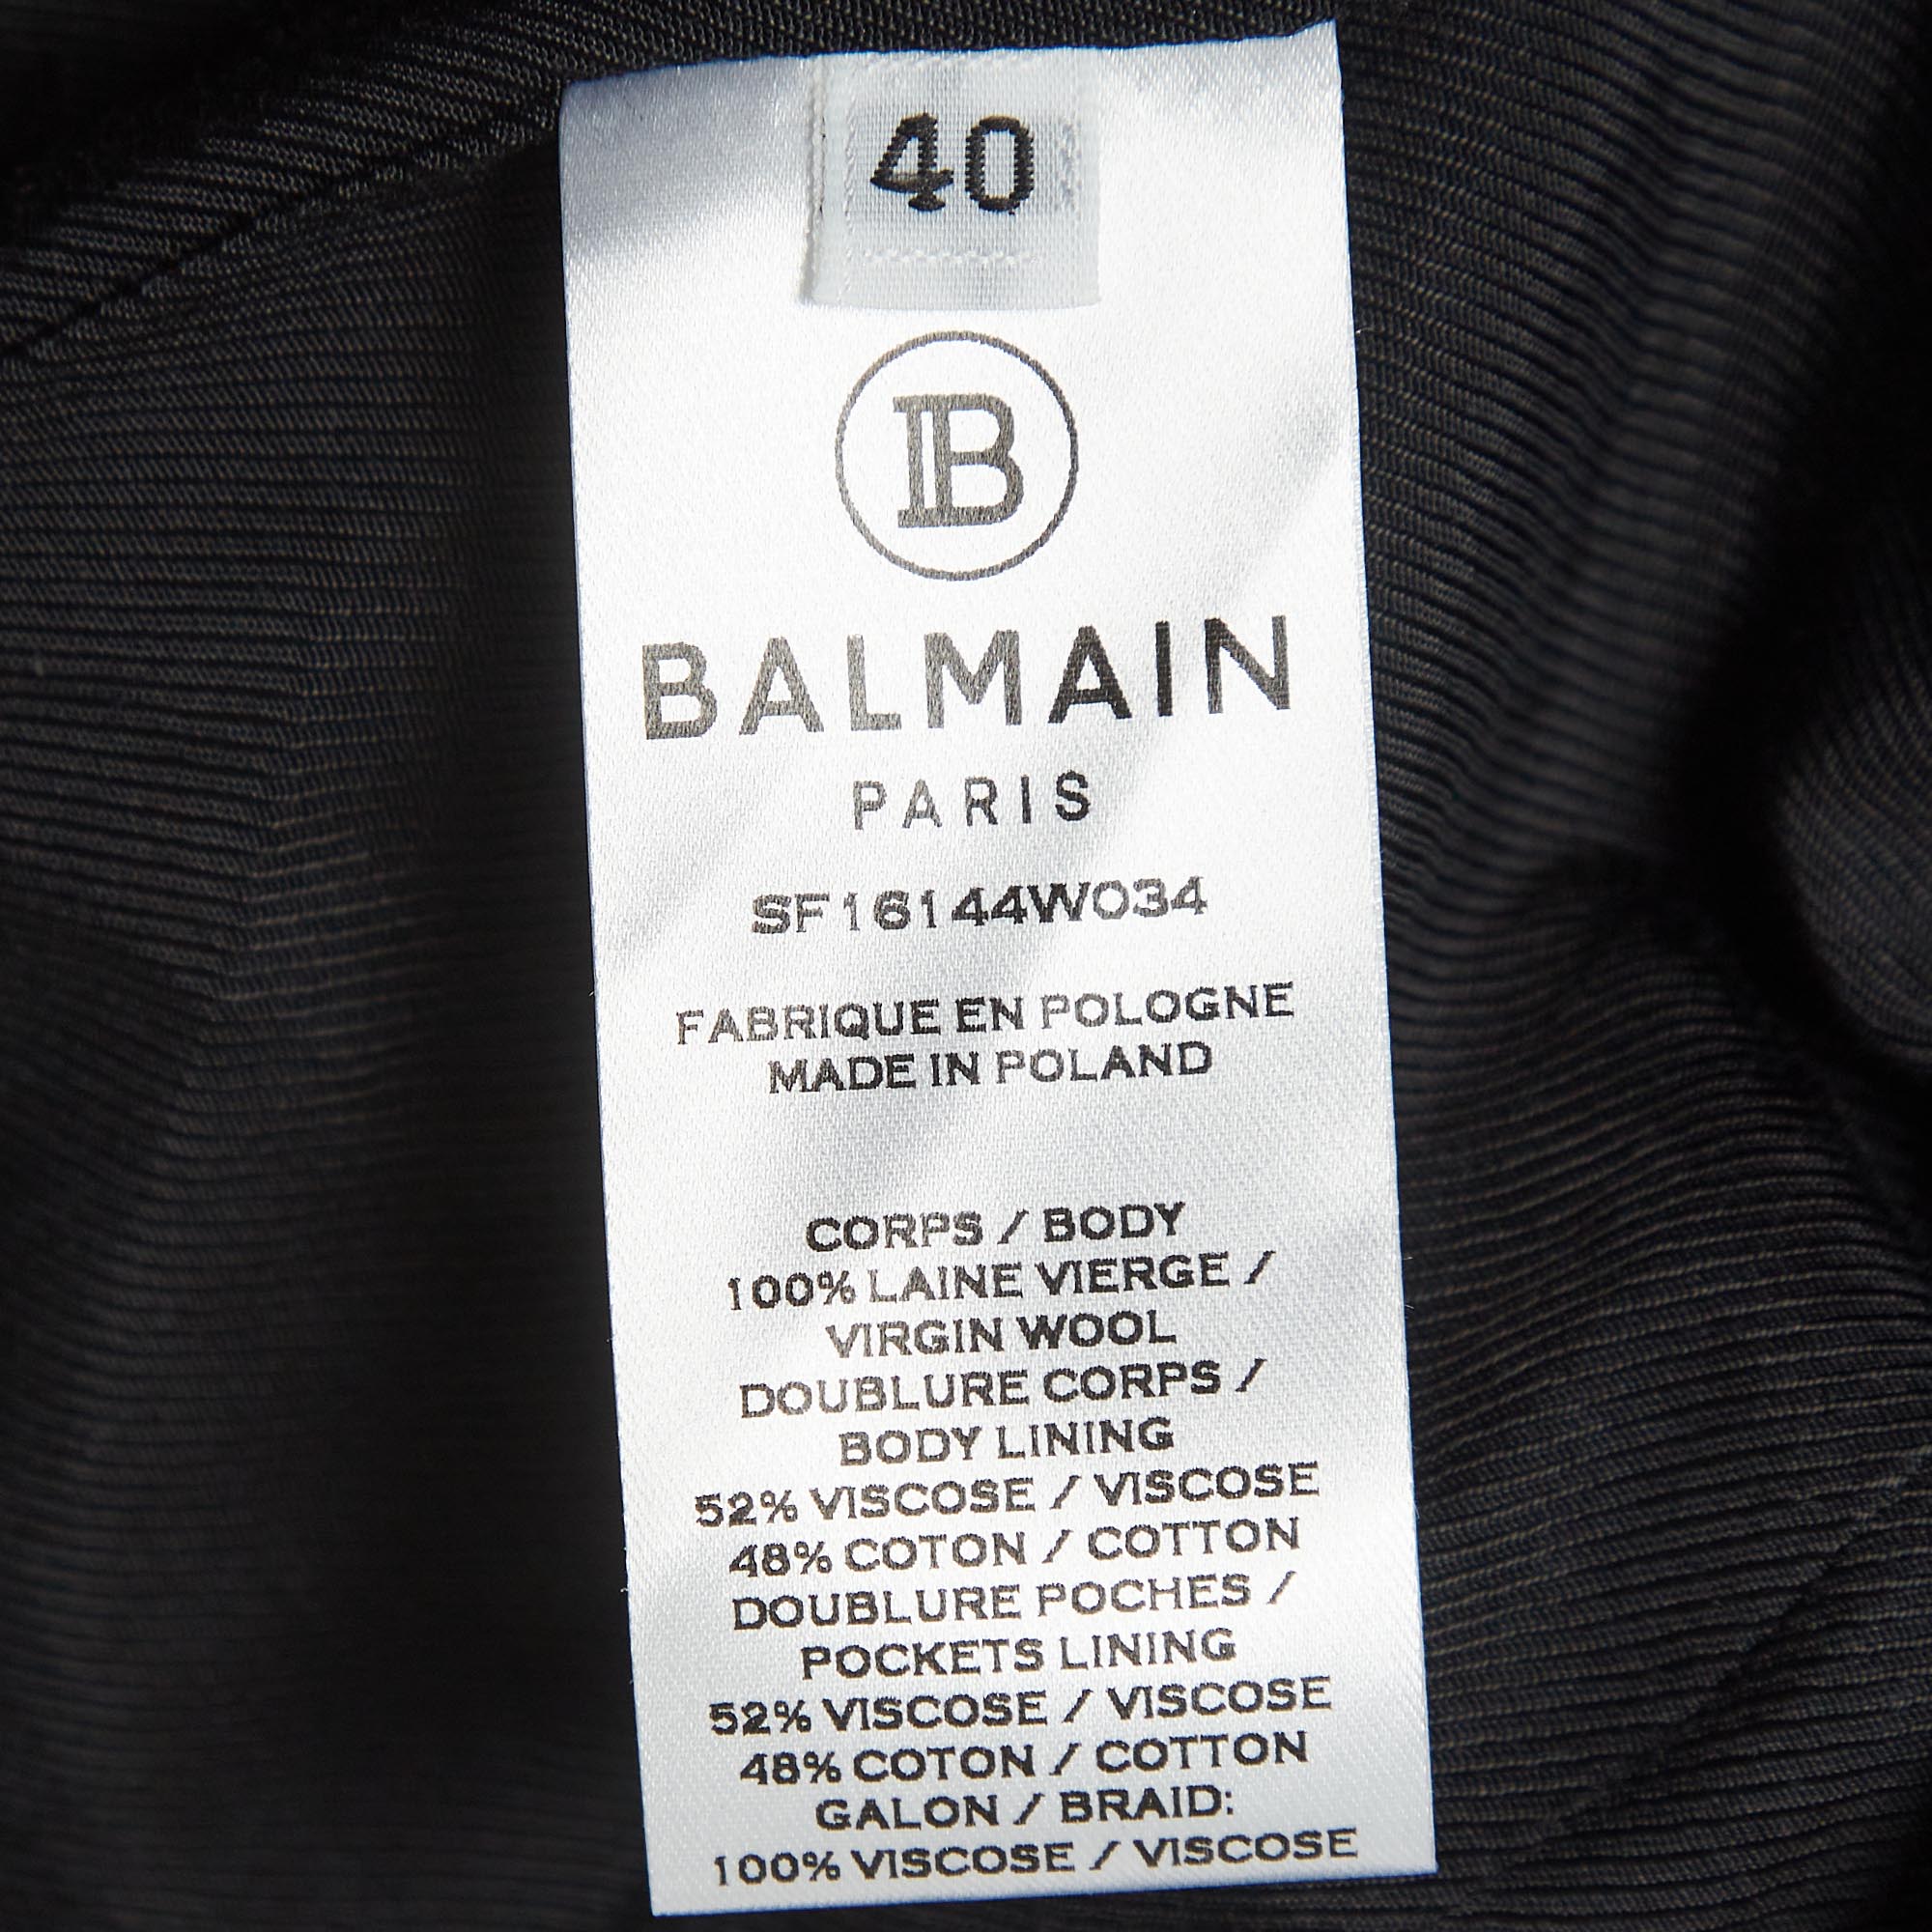 40
B
BALMAIN
PARIS
SF16144W034
FABRIQUE EN POLOGNE
MADE IN POLAND
CORPS / BODY
100% LAINE VIERGE /
VIRGIN WOOL
DOUBLURE CORPS /
BODY LINING
52% VISCOSE / VISCOSE
48% COTON / COTTON
DOUBLURE POCHES /
POCKETS LINING
52% VISCOSE / VISCOSE
48% COTON / COTTON
GALON / BRAID:
100% VISCOSE / VISCOSE